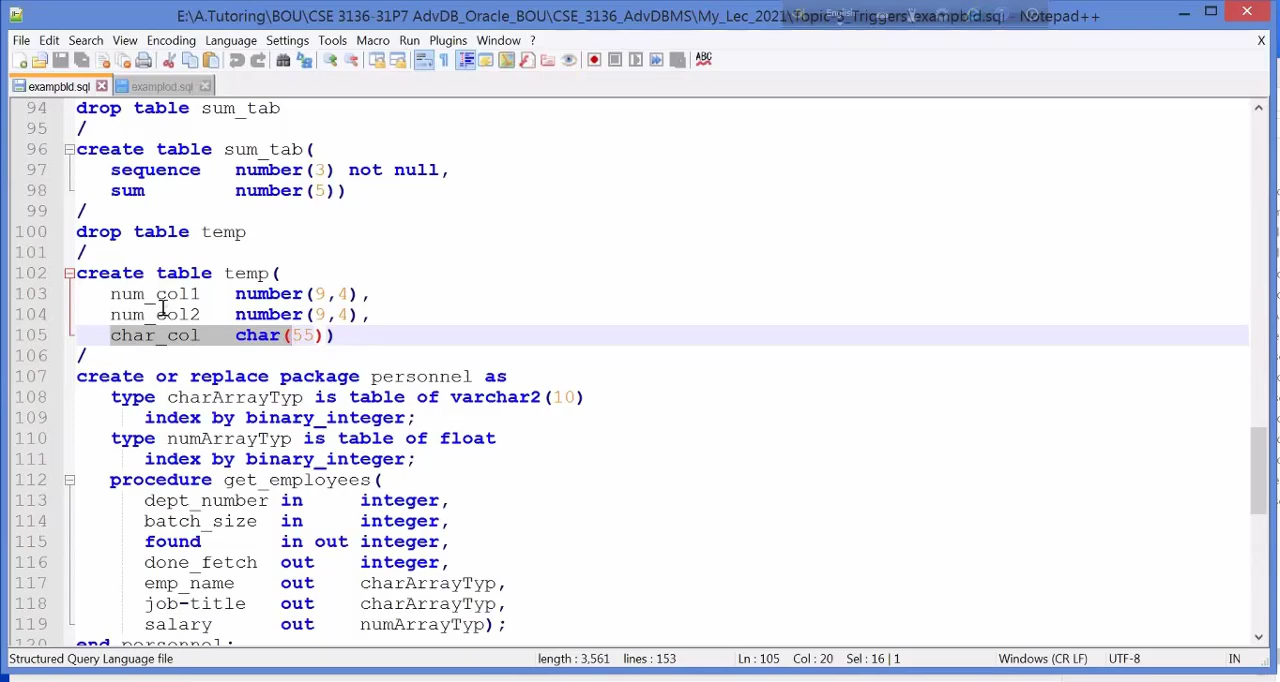 E:\A.Tutoring\BOU\CSE 3136-31P7 AdvDB_Oracle_BOU\CSE_3136_AdvDBMS\My_Lec_2021\Topic - Triggers\exampbld.sql - Notepad++
File Edit Search View Encoding Language Settings Tools Macro Run Plugins Window ? X
exampbld.sql examplod.sql
94 drop table sum_tab
95 /
96 create table sum_tab(
97 sequence number(3) not null,
98 sum number(5))
99 /
100 drop table temp
101 /
102 create table temp(
103 num_col1 number(9,4),
104 num_col2 number(9,4),
105 char_col char(55))
106 /
107 create or replace package personnel as
108 type charArrayTyp is table of varchar2(10)
109 index by binary_integer;
110 type numArrayTyp is table of float
111 index by binary_integer;
112 procedure get_employees(
113 dept_number in integer,
114 batch_size in integer,
115 found in out integer,
116 done_fetch out integer,
117 emp_name out charArrayTyp,
118 job-title out charArrayTyp,
119 salary out numArrayTyp);
120 end personnel;
Structured Query Language file length : 3,561 lines : 153 Ln : 105 Col : 20 Sel : 16 | 1 Windows (CR LF) UTF-8 IN